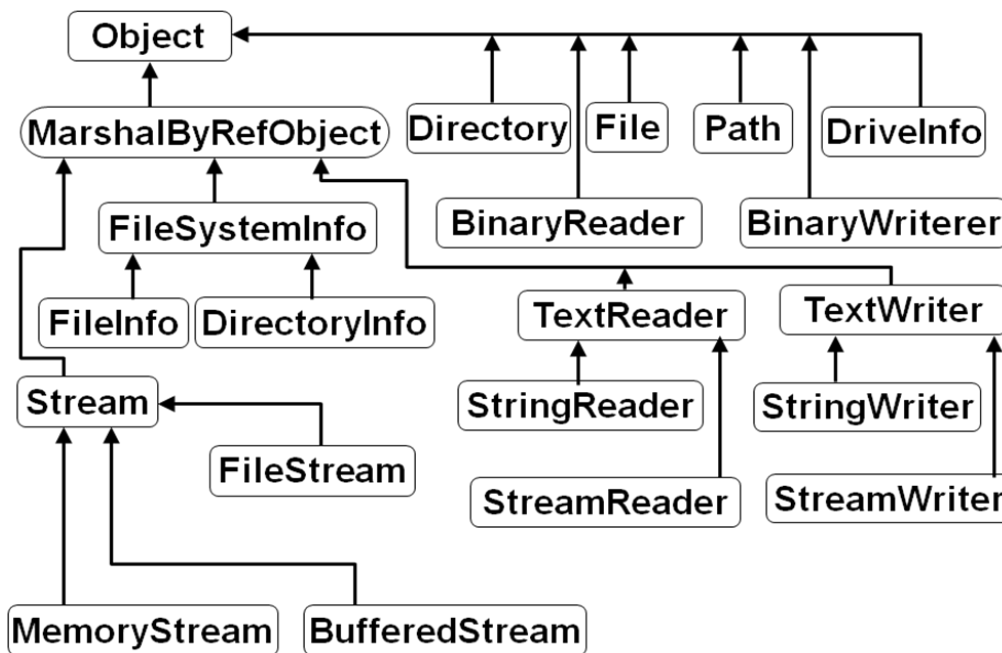 Object
MarshalByRefObject
Directory
File
Path
DriveInfo
FileSystemInfo
BinaryReader
BinaryWriterer
FileInfo
DirectoryInfo
TextReader
TextWriter
Stream
StringReader
StringWriter
FileStream
StreamReader
StreamWriter
MemoryStream
BufferedStream